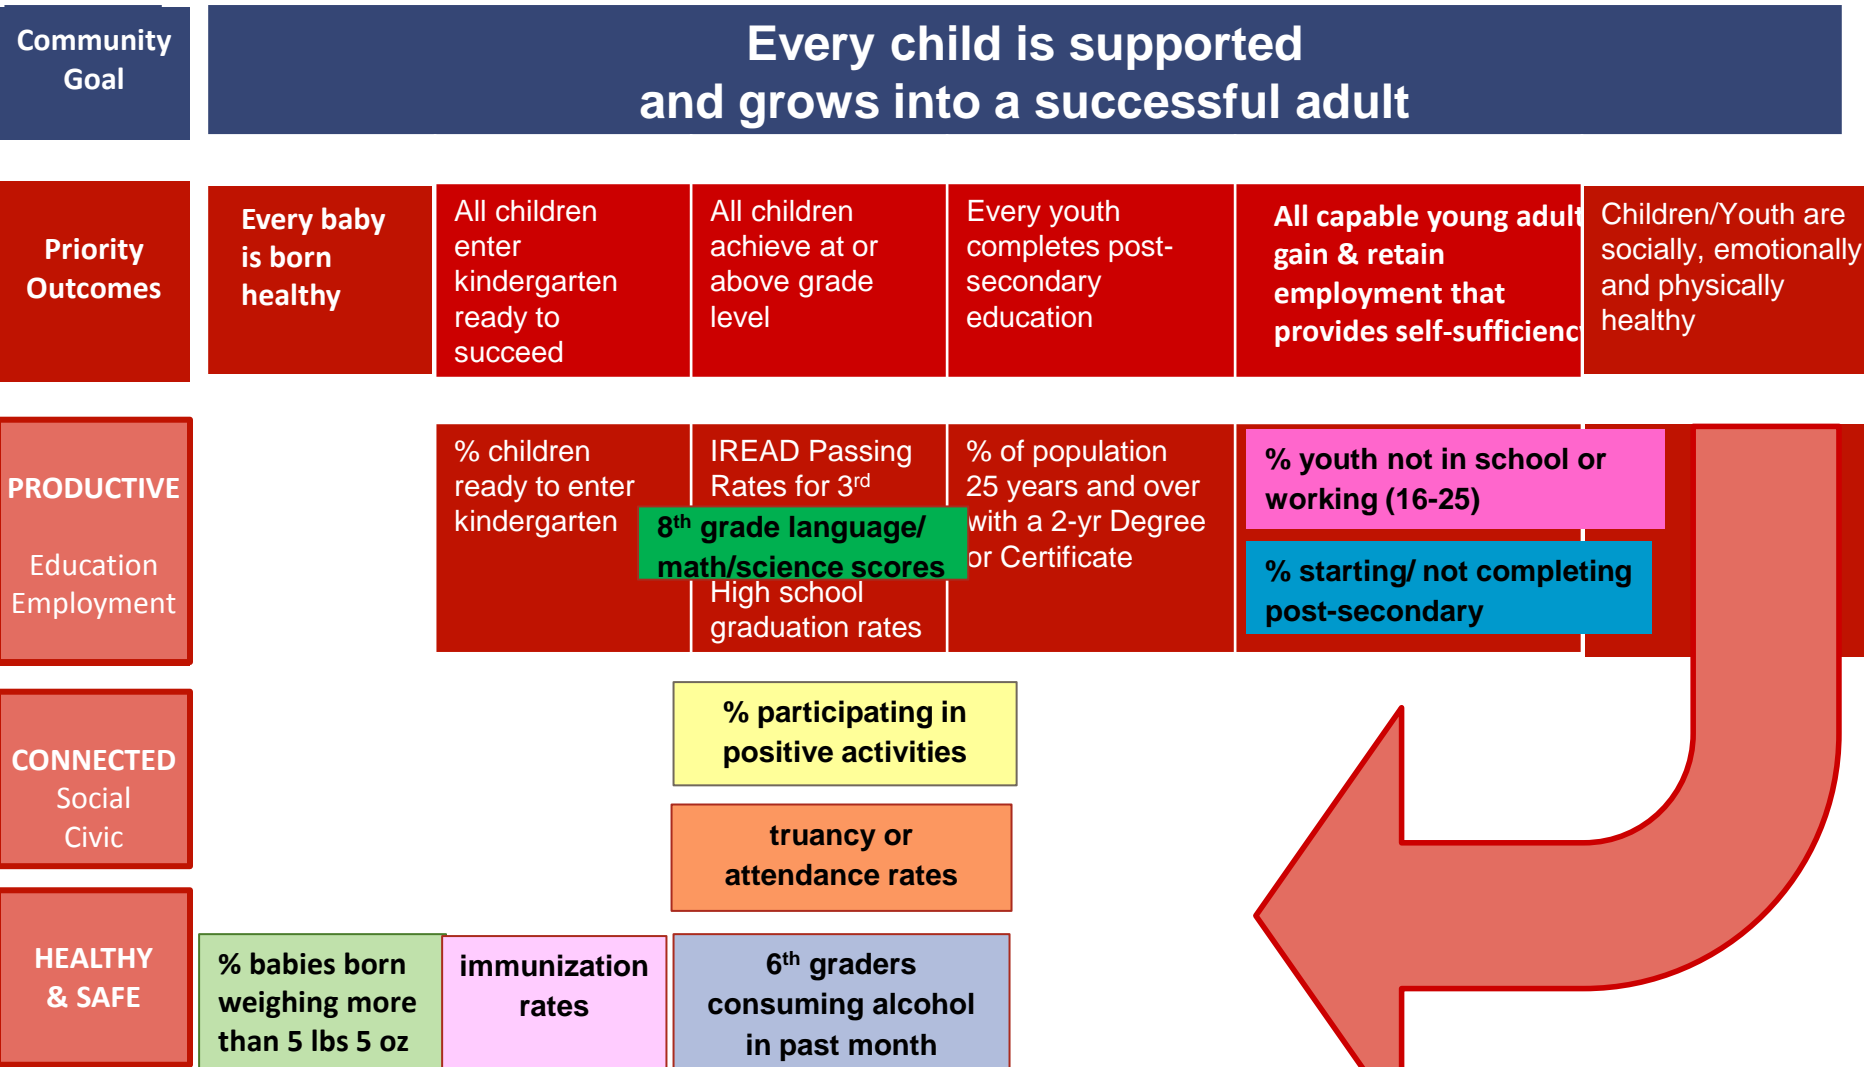 Community
Goal
Every child is supported
and grows into a successful adult
Priority
Outcomes
Every baby
is born
healthy
All children
enter
kindergarten
ready to
succeed
All children
achieve at or
above grade
level
Every youth
completes post-
secondary
education
All capable young adult
gain & retain
employment that
provides self-sufficienc
Children/Youth are
socially, emotionally
and physically
healthy
PRODUCTIVE
Education
Employment
% children
ready to enter
kindergarten
IREAD Passing
Rates for 3rd
8th grade language/
math/science scores
High school
graduation rates
% of population
25 years and over
with a 2-yr Degree
or Certificate
% youth not in school or
working (16-25)
% starting/ not completing
post-secondary
CONNECTED
Social
Civic
% participating in
positive activities
truancy or
attendance rates
HEALTHY
& SAFE
% babies born
weighing more
than 5 lbs 5 oz
immunization
rates
6th graders
consuming alcohol
in past month